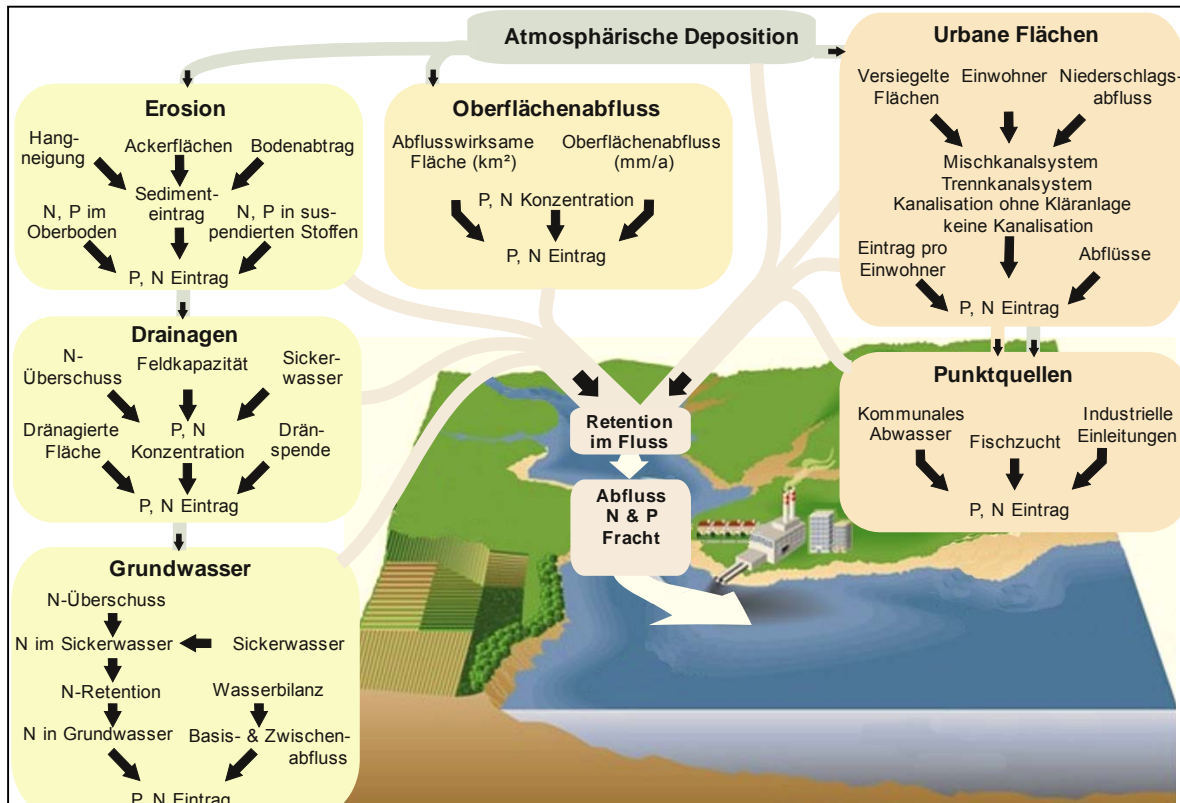 Atmosphärische Deposition
Erosion
Hang-
neigung
Ackerflächen
Bodenabtrag
Sediment-
eintrag
N, P im
Oberboden
N, P in sus-
pendierten Stoffen
P, N Eintrag
Drainagen
N-
Überschuss
Feldkapazität
Sicker-
wasser
Dränagierte
Fläche
P, N
Konzentration
Drän-
spende
P, N Eintrag
Grundwasser
N-Überschuss
N im Sickerwasser
Sickerwasser
N-Retention
Wasserbilanz
N in Grundwasser
Basis- & Zwischen-
abfluss
P, N Eintrag
Oberflächenabfluss
Abflusswirksame
Fläche (km²)
Oberflächenabfluss
(mm/a)
P, N Konzentration
P, N Eintrag
Retention
im Fluss
Abfluss
N & P
Fracht
Urbane Flächen
Versiegelte
Flächen
Einwohner
Niederschlags-
abfluss
Mischkanalsystem
Trennkanalsystem
Kanalisation ohne Kläranlage
keine Kanalisation
Eintrag pro
Einwohner
Abflüsse
P, N Eintrag
Punktquellen
Kommunales
Abwasser
Fischzucht
Industrielle
Einleitungen
P, N Eintrag